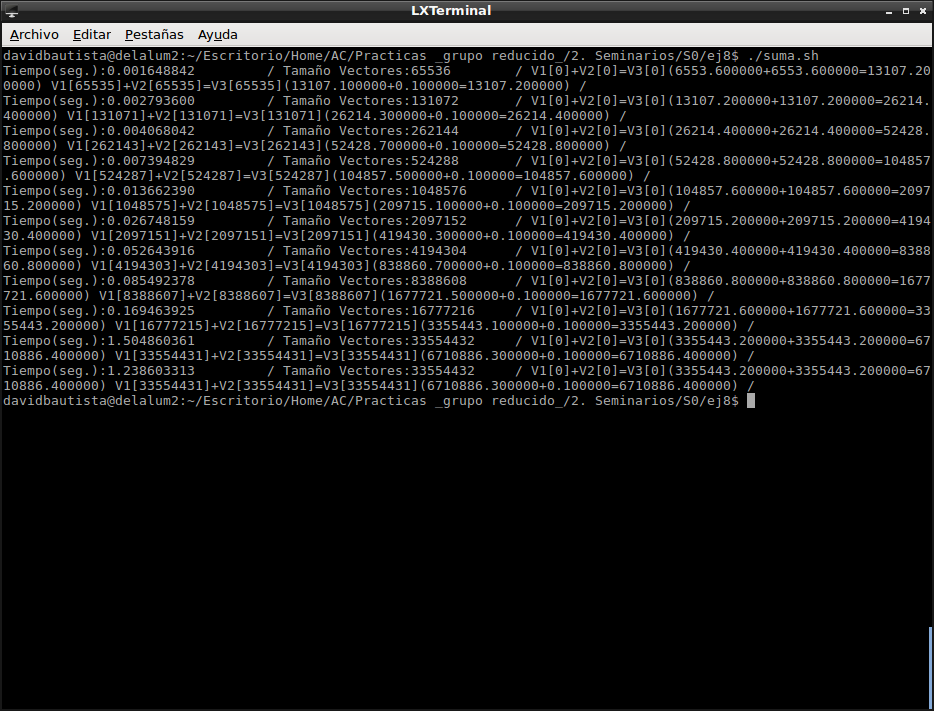 LXTerminal
Archivo Editar Pestañas Ayuda
davidbautista@delalum2:~/Escritorio/Home/AC/Practicas _grupo reducido_/2. Seminarios/S0/ej8$ ./suma.sh
Tiempo(seg.):0.001648842         / Tamaño Vectores:65536        / V1[0]+V2[0]=V3[0](6553.600000+6553.600000=13107.20
0000) V1[65535]+V2[65535]=V3[65535](13107.100000+0.100000=13107.200000) /
Tiempo(seg.):0.002793600         / Tamaño Vectores:131072       / V1[0]+V2[0]=V3[0](13107.200000+13107.200000=26214.
400000) V1[131071]+V2[131071]=V3[131071](26214.300000+0.100000=26214.400000) /
Tiempo(seg.):0.004068042         / Tamaño Vectores:262144       / V1[0]+V2[0]=V3[0](26214.400000+26214.400000=52428.
800000) V1[262143]+V2[262143]=V3[262143](52428.700000+0.100000=52428.800000) /
Tiempo(seg.):0.007394829         / Tamaño Vectores:524288       / V1[0]+V2[0]=V3[0](52428.800000+52428.800000=104857
.600000) V1[524287]+V2[524287]=V3[524287](104857.500000+0.100000=104857.600000) /
Tiempo(seg.):0.013662390         / Tamaño Vectores:1048576      / V1[0]+V2[0]=V3[0](104857.600000+104857.600000=2097
15.200000) V1[1048575]+V2[1048575]=V3[1048575](209715.100000+0.100000=209715.200000) /
Tiempo(seg.):0.026748159         / Tamaño Vectores:2097152      / V1[0]+V2[0]=V3[0](209715.200000+209715.200000=4194
30.400000) V1[2097151]+V2[2097151]=V3[2097151](419430.300000+0.100000=419430.400000) /
Tiempo(seg.):0.052643916         / Tamaño Vectores:4194304      / V1[0]+V2[0]=V3[0](419430.400000+419430.400000=8388
60.800000) V1[4194303]+V2[4194303]=V3[4194303](838860.700000+0.100000=838860.800000) /
Tiempo(seg.):0.085492378         / Tamaño Vectores:8388608      / V1[0]+V2[0]=V3[0](838860.800000+838860.800000=1677
721.600000) V1[8388607]+V2[8388607]=V3[8388607](1677721.500000+0.100000=1677721.600000) /
Tiempo(seg.):0.169463925         / Tamaño Vectores:16777216     / V1[0]+V2[0]=V3[0](1677721.600000+1677721.600000=33
55443.200000) V1[16777215]+V2[16777215]=V3[16777215](3355443.100000+0.100000=3355443.200000) /
Tiempo(seg.):1.504860361         / Tamaño Vectores:33554432     / V1[0]+V2[0]=V3[0](3355443.200000+3355443.200000=67
10886.400000) V1[33554431]+V2[33554431]=V3[33554431](6710886.300000+0.100000=6710886.400000) /
Tiempo(seg.):1.238603313         / Tamaño Vectores:33554432     / V1[0]+V2[0]=V3[0](3355443.200000+3355443.200000=67
10886.400000) V1[33554431]+V2[33554431]=V3[33554431](6710886.300000+0.100000=6710886.400000) /
davidbautista@delalum2:~/Escritorio/Home/AC/Practicas _grupo reducido_/2. Seminarios/S0/ej8$